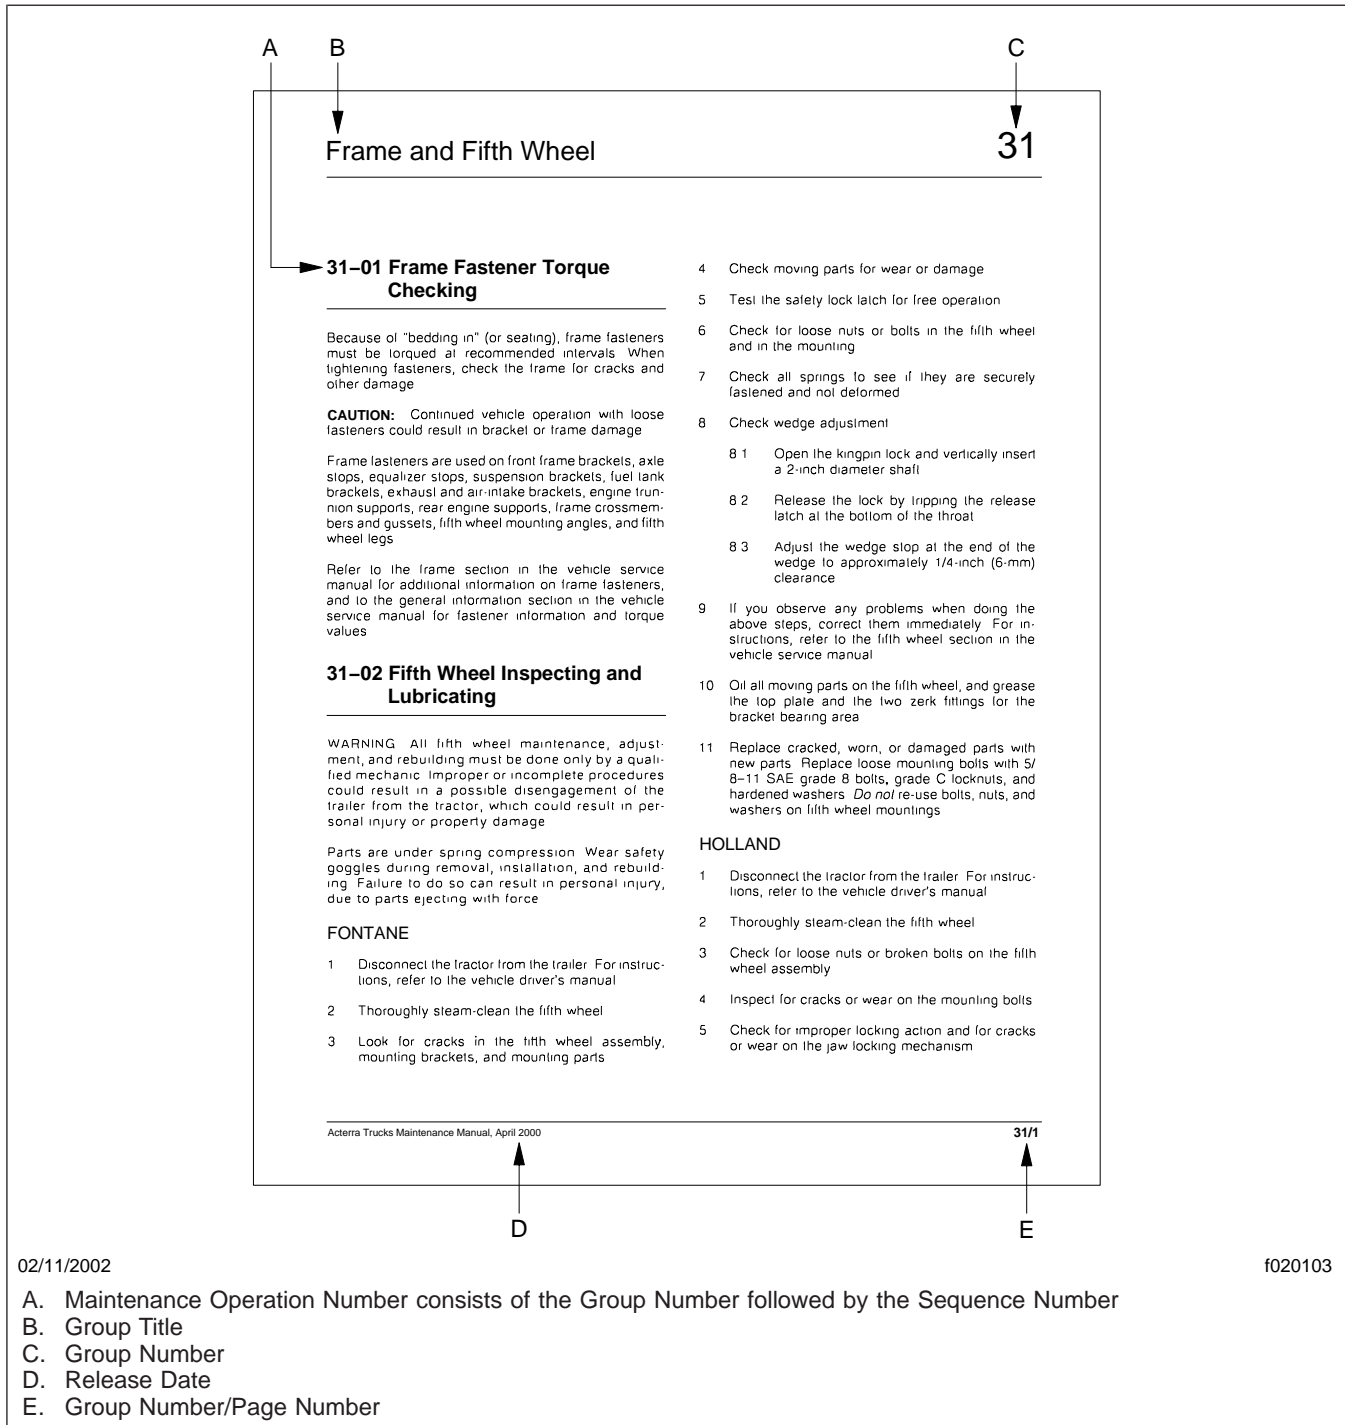 A B C
Frame and Fifth Wheel 31
31–01 Frame Fastener Torque
Checking
Because of "bedding in" (or seating), frame fasteners
must be torqued at recommended intervals When
tightening fasteners, check the frame for cracks and
other damage
CAUTION: Continued vehicle operation with loose
fasteners could result in bracket or frame damage
Frame fasteners are used on front frame brackets, axle
stops, equalizer stops, suspension brackets, fuel tank
brackets, exhaust and air-intake brackets, engine trun-
nion supports, rear engine supports, frame crossmem-
bers and gussets, fifth wheel mounting angles, and fifth
wheel legs
Refer to the frame section in the vehicle service
manual for additional information on frame fasteners,
and to the general information section in the vehicle
service manual for fastener information and torque
values
31–02 Fifth Wheel Inspecting and
Lubricating
WARNING All fifth wheel maintenance, adjust-
ment, and rebuilding must be done only by a quali-
fied mechanic Improper or incomplete procedures
could result in a possible disengagement of the
trailer from the tractor, which could result in per-
sonal injury or property damage
Parts are under spring compression Wear safety
goggles during removal, installation, and rebuild-
ing Failure to do so can result in personal injury,
due to parts ejecting with force
FONTANE
1 Disconnect the tractor from the trailer For instruc-
tions, refer to the vehicle driver's manual
2 Thoroughly steam-clean the fifth wheel
3 Look for cracks in the fifth wheel assembly,
mounting brackets, and mounting parts
4 Check moving parts for wear or damage
5 Test the safety lock latch for free operation
6 Check for loose nuts or bolts in the fifth wheel
and in the mounting
7 Check all springs to see if they are securely
fastened and not deformed
8 Check wedge adjustment
8 1 Open the kingpin lock and vertically insert
a 2-inch diameter shaft
8 2 Release the lock by tripping the release
latch at the bottom of the throat
8 3 Adjust the wedge stop at the end of the
wedge to approximately 1/4-inch (6-mm)
clearance
9 If you observe any problems when doing the
above steps, correct them immediately For in-
structions, refer to the fifth wheel section in the
vehicle service manual
10 Oil all moving parts on the fifth wheel, and grease
the top plate and the two zerk fittings for the
bracket bearing area
11 Replace cracked, worn, or damaged parts with
new parts Replace loose mounting bolts with 5/
8–11 SAE grade 8 bolts, grade C locknuts, and
hardened washers Do not re-use bolts, nuts, and
washers on fifth wheel mountings
HOLLAND
1 Disconnect the tractor from the trailer For instruc-
tions, refer to the vehicle driver's manual
2 Thoroughly steam-clean the fifth wheel
3 Check for loose nuts or broken bolts on the fifth
wheel assembly
4 Inspect for cracks or wear on the mounting bolts
5 Check for improper locking action and for cracks
or wear on the jaw locking mechanism
Acterra Trucks Maintenance Manual, April 2000 31/1
D E
02/11/2002 f020103
A. Maintenance Operation Number consists of the Group Number followed by the Sequence Number
B. Group Title
C. Group Number
D. Release Date
E. Group Number/Page Number